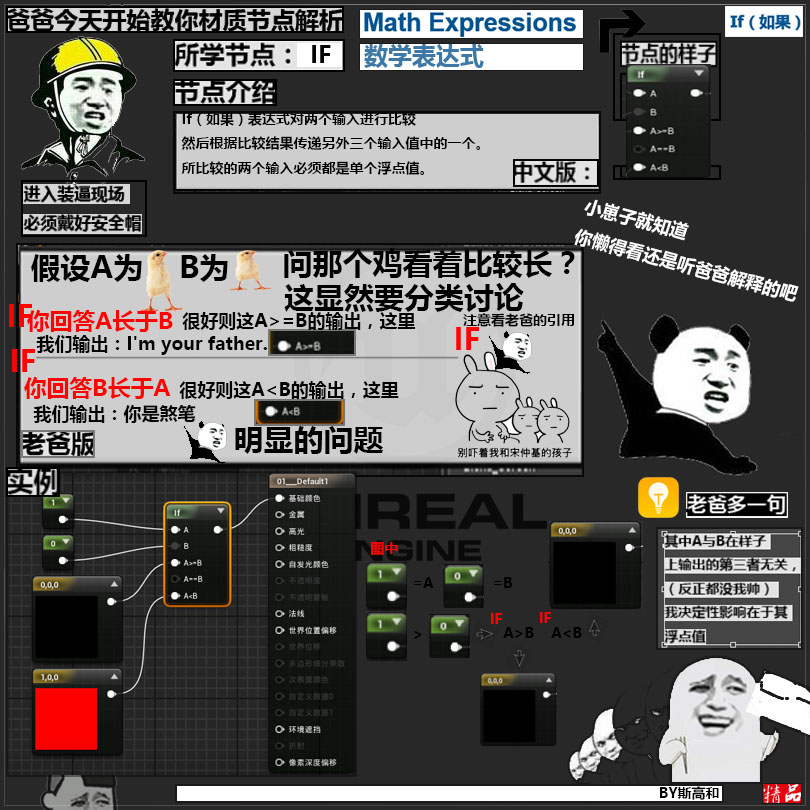 爸爸今天开始教你材质节点解析
Math Expressions
If（如果）
所学节点： IF
数学表达式
节点的样子
If
A
B
A>=B
A==B
A<B
节点介绍
If（如果）表达式对两个输入进行比较
然后根据比较结果传递另外三个输入值中的一个。
所比较的两个输入必须都是单个浮点值。
中文版：
进入装逼现场
必须戴好安全帽
小崽子就知道
你懒得看还是听爸爸解释的吧
假设A为 B为 问那个鸡看着比较长？
这显然要分类讨论
IF
你回答A长于B 很好则这A>=B的输出，这里
我们输出：I'm your father. A>=B
注意看老爸的引用
IF
IF
你回答B长于A 很好则这A<B的输出，这里
我们输出：你是煞笔 A<B
老爸版
明显的问题
别吓着我和宋仲基的孩子
实例
1
0
0,0,0
1,0,0
If
A
B
A>=B
A==B
A<B
01__Default1
基础颜色
金属
高光
粗糙度
自发光颜色
不透明度
不透明蒙板
法线
世界位置偏移
世界位移
多边形细分乘数
次表面颜色
自定义数据0
自定义数据1
环境遮挡
折射
像素深度偏移
UNREAL
ENGINE
图中
1 =A 0 =B
1 > 0
IF
A>B
IF
A<B
0,0,0
0,0,0
老爸多一句
其中A与B在样子
上输出的第三者无关，
（反正都没我帅）
我决定性影响在于其
浮点值
BY斯高和
精品